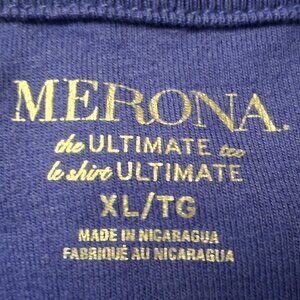 MERONA.
the ULTIMATE tee
le shirt ULTIMATE
XL/TG
MADE IN NICARAGUA
FABRIQUÉ AU NICARAGUA